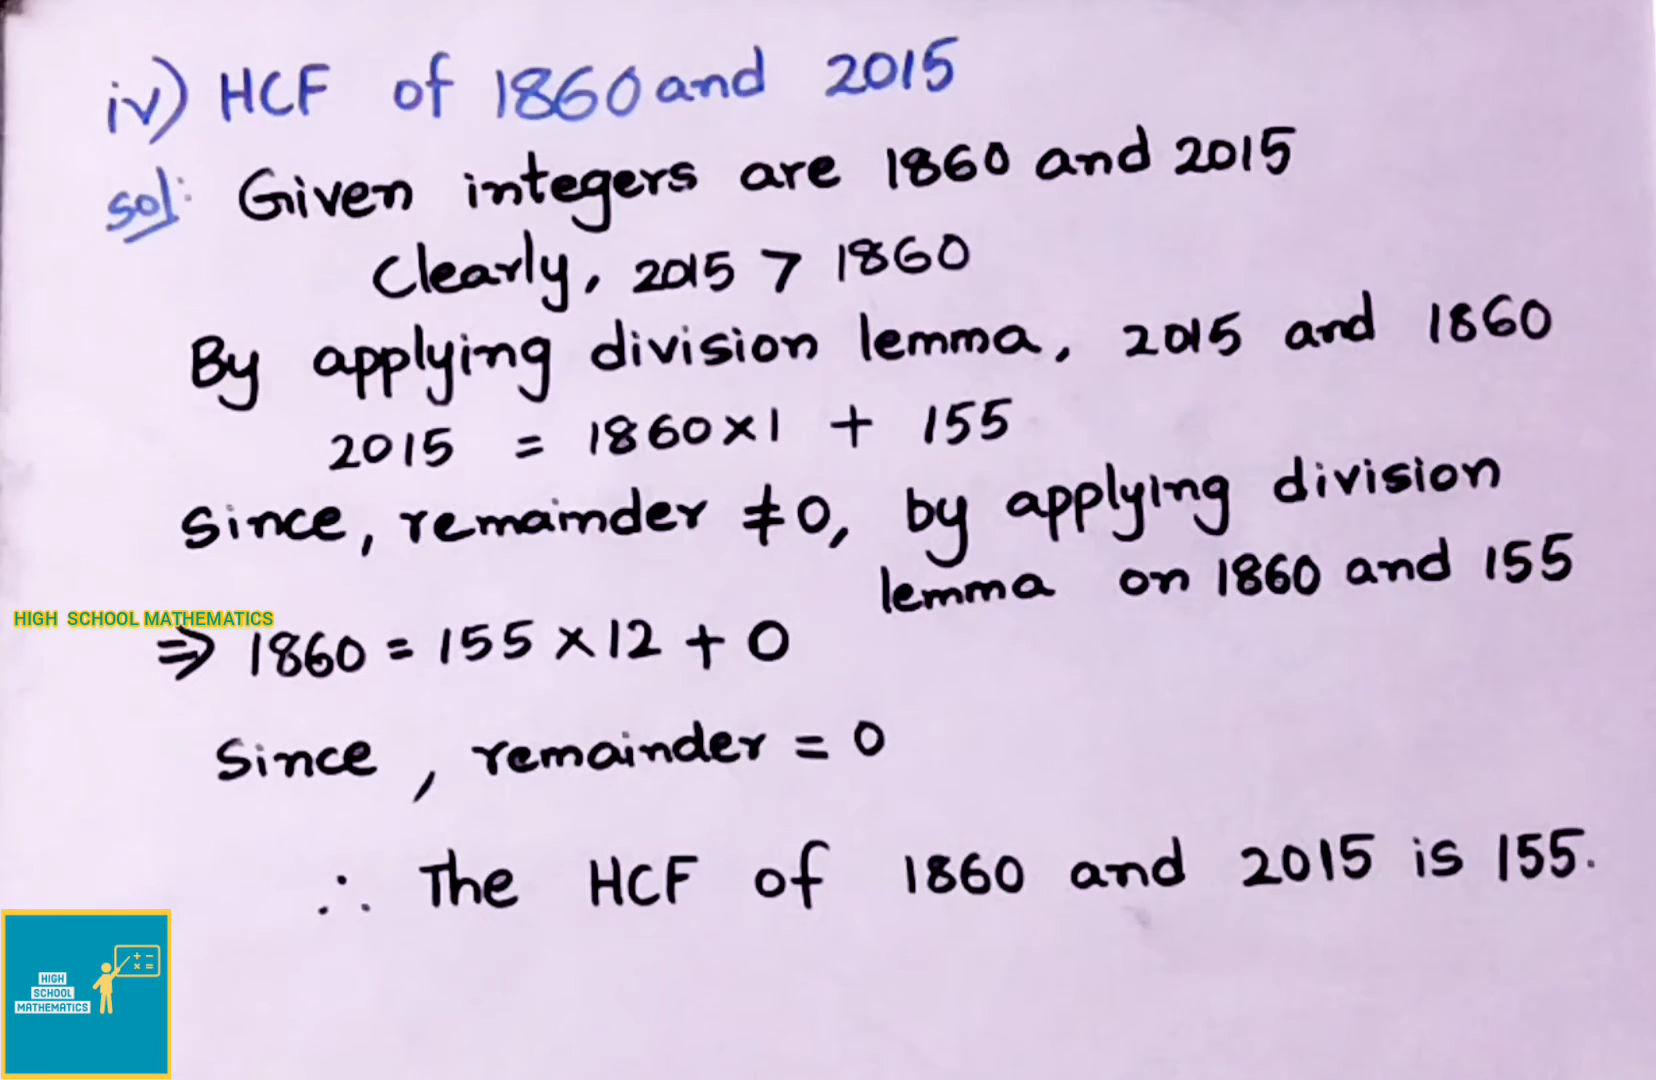 iv) HCF of 1860 and 2015
Sol: Given integers are 1860 and 2015
Clearly, 2015 > 1860
By applying division lemma, 2015 and 1860
2015 = 1860 × 1 + 155
Since, remainder ≠ 0, by applying division
lemma on 1860 and 155
HIGH SCHOOL MATHEMATICS
⇒ 1860 = 155 × 12 + 0
Since, remainder = 0
∴ The HCF of 1860 and 2015 is 155.
HIGH
SCHOOL
MATHEMATICS
+ −
× =